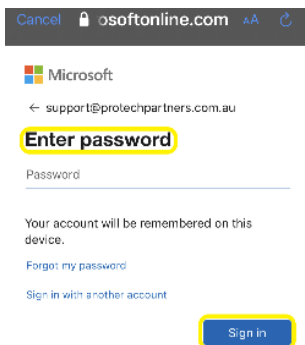 Cancel osoftonline.com AA
Microsoft
← support@protechpartners.com.au
Enter password
Password
Your account will be remembered on this
device.
Forgot my password
Sign in with another account
Sign in